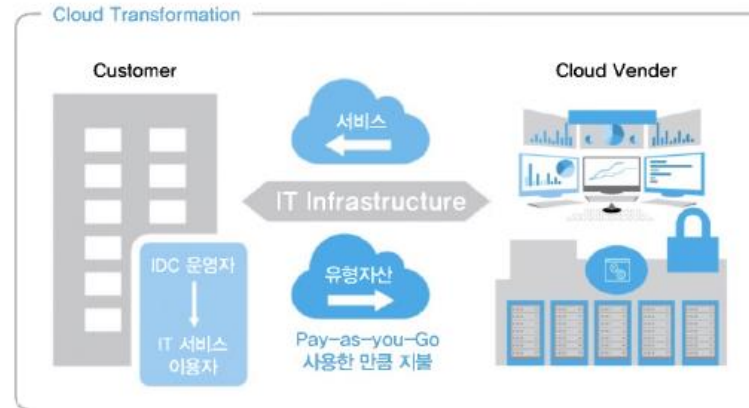 Cloud Transformation
Customer
Cloud Vender
서비스
IT Infrastructure
IDC 운영자
IT 서비스
이용자
유형자산
Pay-as-you-Go
사용한 만큼 지불